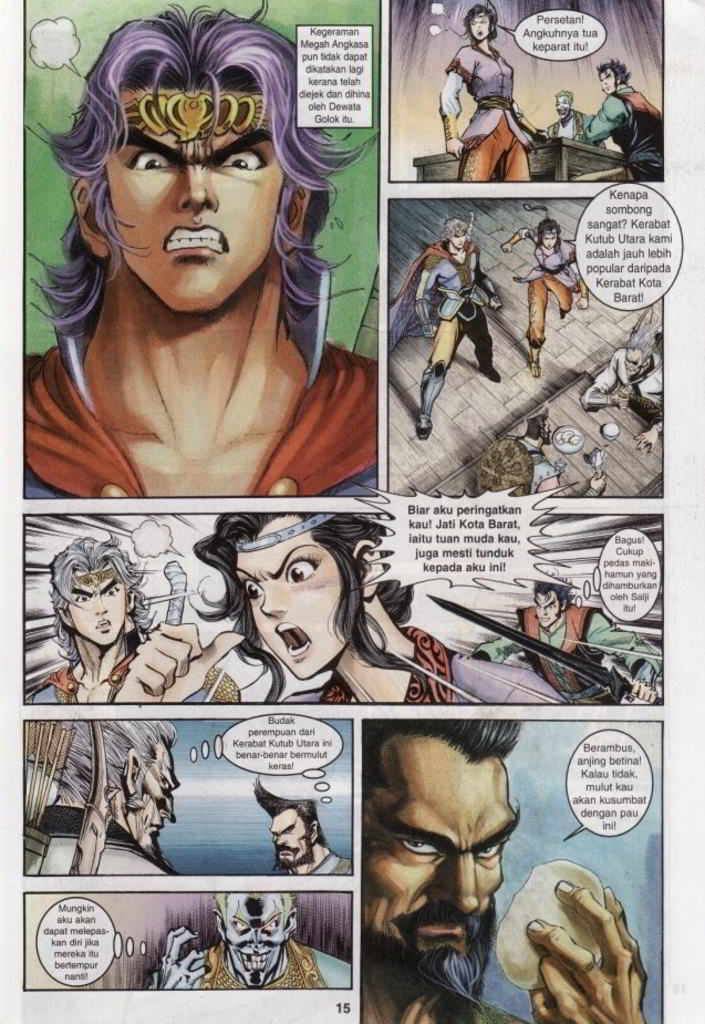 Kegeraman
Megah Angkasa
pun tidak dapat
dikatakan lagi
kerana telah
diejek dan dihina
oleh Dewata
Golok itu.
Persetan!
Angkuhnya tua
keparat itu!
Kenapa
sombong
sangat? Kerabat
Kutub Utara kami
adalah jauh lebih
popular daripada
Kerabat Kota
Barat!
Biar aku peringatkan
kau! Jati Kota Barat,
iaitu tuan muda kau,
juga mesti tunduk
kepada aku ini!
Bagus!
Cukup
pedas maki-
hamun yang
dihamburkan
oleh Salji
itu!
Budak
perempuan dari
Kerabat Kutub Utara ini
benar-benar bermulut
keras!
Berambus,
anjing betina!
Kalau tidak,
mulut kau
akan kusumbat
dengan pau
ini!
Mungkin
aku akan
dapat melepas-
kan diri jika
mereka itu
bertempur
nanti!
15